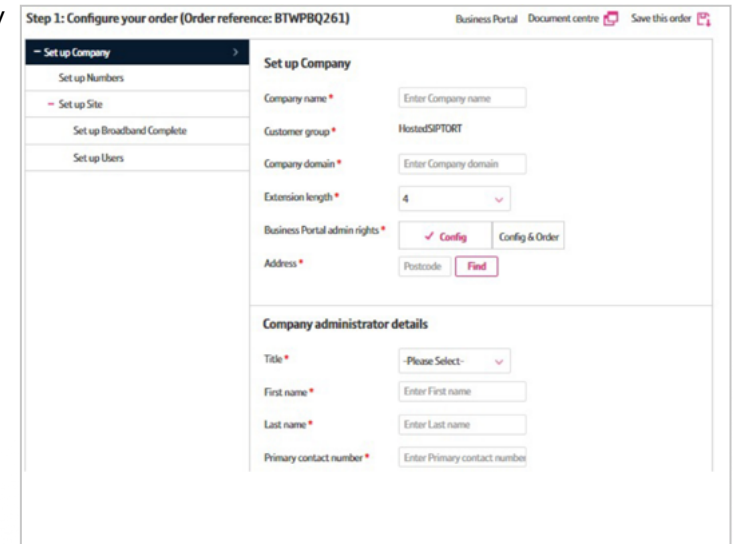 Step 1: Configure your order (Order reference: BTWPBQ261)
Business Portal Document centre Save this order
− Set up Company >
Set up Numbers
− Set up Site
Set up Broadband Complete
Set up Users
Set up Company
Company name * Enter Company name
Customer group * HostedSIPTORT
Company domain * Enter Company domain
Extension length * 4
Business Portal admin rights * ✓ Config Config & Order
Address * Postcode Find
Company administrator details
Title * -Please Select-
First name * Enter First name
Last name * Enter Last name
Primary contact number * Enter Primary contact number